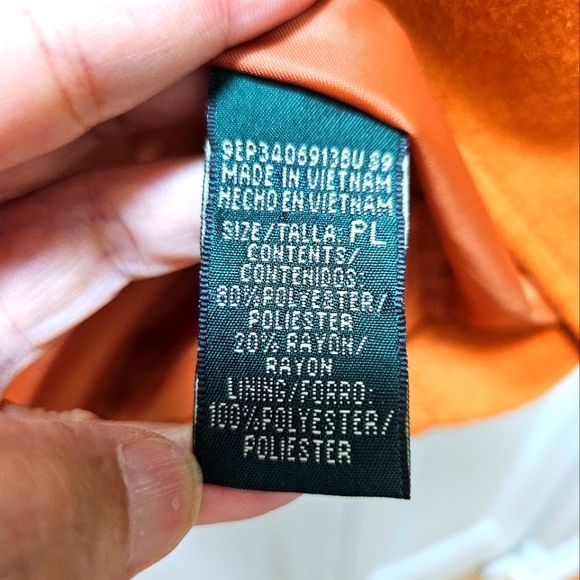 9EP34069138U S9
MADE IN VIETNAM
HECHO EN VIETNAM
SIZE/TALLA: PL
CONTENTS/
CONTENIDOS:
80% POLYESTER/
POLIESTER
20% RAYON/
RAYON
LINING/FORRO:
100% POLYESTER/
POLIESTER